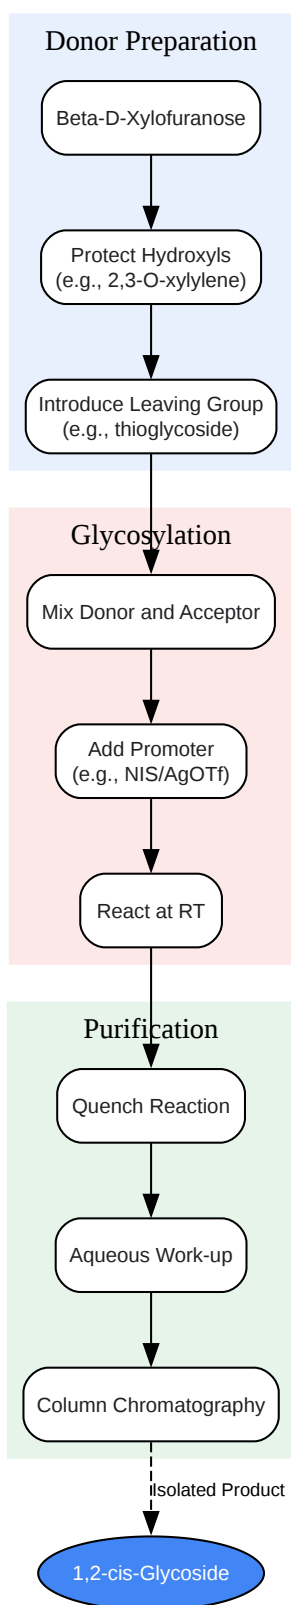 Donor Preparation
Beta-D-Xylofuranose
Protect Hydroxyls
(e.g., 2,3-O-xylylene)
Introduce Leaving Group
(e.g., thioglycoside)
Glycosylation
Mix Donor and Acceptor
Add Promoter
(e.g., NIS/AgOTf)
React at RT
Purification
Quench Reaction
Aqueous Work-up
Column Chromatography
Isolated Product
1,2-cis-Glycoside